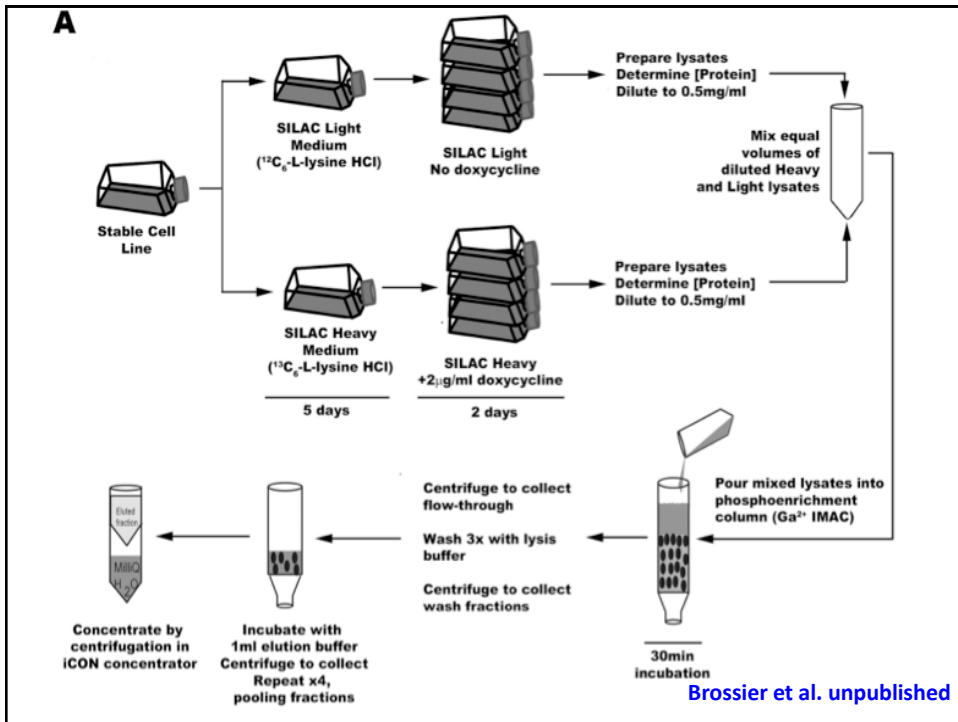 A
SILAC Light
Medium
(¹²C₆-L-lysine HCl)
SILAC Light
No doxycycline
Prepare lysates
Determine [Protein]
Dilute to 0.5mg/ml
Mix equal
volumes of
diluted Heavy
and Light lysates
Stable Cell
Line
SILAC Heavy
Medium
(¹³C₆-L-lysine HCl)
5 days
SILAC Heavy
+2µg/ml doxycycline
2 days
Prepare lysates
Determine [Protein]
Dilute to 0.5mg/ml
Pour mixed lysates into
phosphoenrichment
column (Ga²⁺ IMAC)
30min
incubation
Centrifuge to collect
flow-through
Wash 3x with lysis
buffer
Centrifuge to collect
wash fractions
Incubate with
1ml elution buffer
Centrifuge to collect
Repeat x4,
pooling fractions
Eluted
fraction
MilliQ
H₂O
Concentrate by
centrifugation in
iCON concentrator
Brossier et al. unpublished